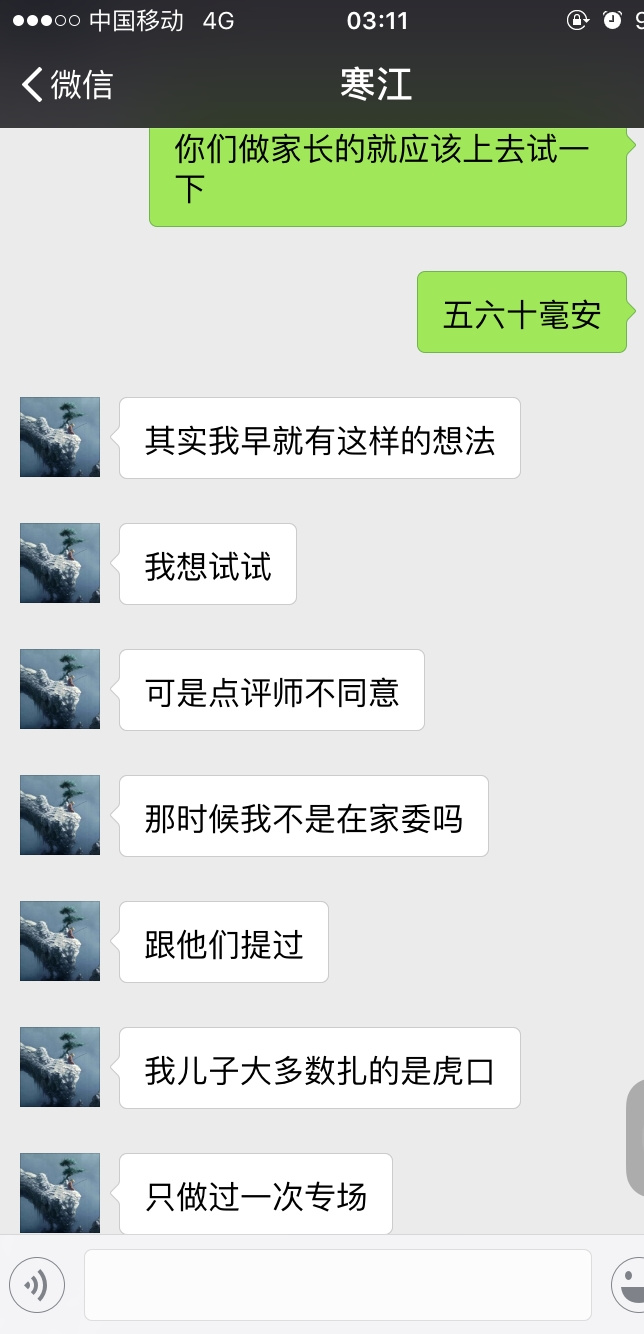 中国移动 4G 03:11 9
微信 寒江
你们做家长的就应该上去试一
下
五六十毫安
其实我早就有这样的想法
我想试试
可是点评师不同意
那时候我不是在家委吗
跟他们提过
我儿子大多数扎的是虎口
只做过一次专场